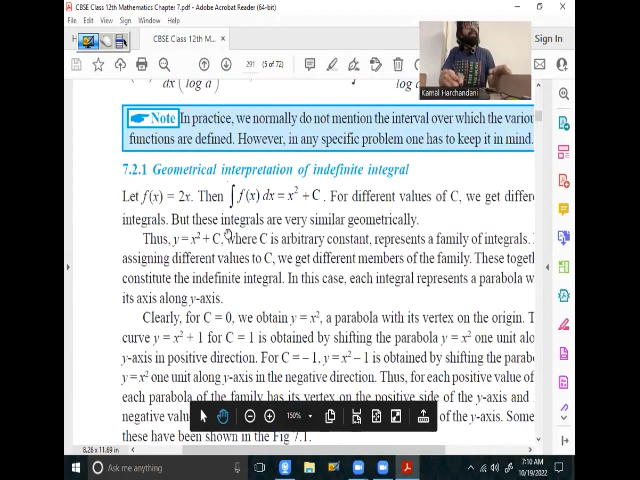 CBSE Class 12th Mathematics Chapter 7.pdf - Adobe Acrobat Reader (64-bit)
File Edit View Sign Window Help
CBSE Class 12th M... × Sign In
291 (5 of 72)
Kamal Harchandani
dx ( log a ) log a
Note In practice, we normally do not mention the interval over which the variou
functions are defined. However, in any specific problem one has to keep it in mind.
7.2.1 Geometrical interpretation of indefinite integral
Let f(x) = 2x. Then ∫ f(x) dx = x² + C. For different values of C, we get differe
integrals. But these integrals are very similar geometrically.
Thus, y = x² + C, where C is arbitrary constant, represents a family of integrals.
assigning different values to C, we get different members of the family. These togeth
constitute the indefinite integral. In this case, each integral represents a parabola w
its axis along y-axis.
Clearly, for C = 0, we obtain y = x², a parabola with its vertex on the origin. T
curve y = x² + 1 for C = 1 is obtained by shifting the parabola y = x² one unit alo
y-axis in positive direction. For C = – 1, y = x² – 1 is obtained by shifting the parab
y = x² one unit along y-axis in the negative direction. Thus, for each positive value of
each parabola of the family has its vertex on the positive side of the y-axis and
negative value of the y-axis. Some
these have been shown in the Fig 7.1.
150%
8.26 x 11.69 in
Ask me anything
7:10 AM
10/19/2022